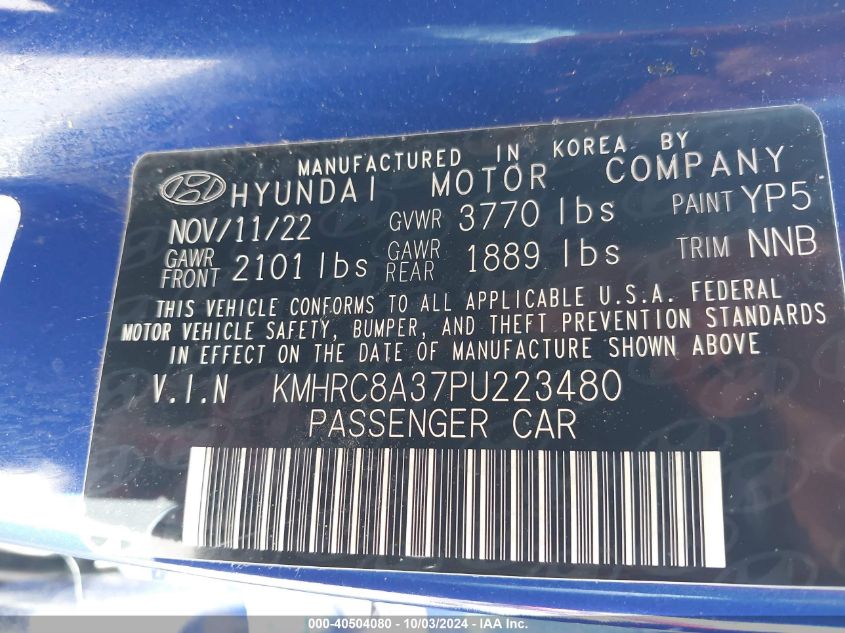 MANUFACTURED IN KOREA BY
HYUNDAI MOTOR COMPANY
NOV/11/22 GVWR 3770 lbs PAINT YP5
GAWR FRONT 2101 lbs GAWR REAR 1889 lbs TRIM NNB
THIS VEHICLE CONFORMS TO ALL APPLICABLE U.S.A. FEDERAL
MOTOR VEHICLE SAFETY, BUMPER, AND THEFT PREVENTION STANDARDS
IN EFFECT ON THE DATE OF MANUFACTURE SHOWN ABOVE
V.I.N KMHRC8A37PU223480
PASSENGER CAR
000-40504080 - 10/03/2024 - IAAI.com